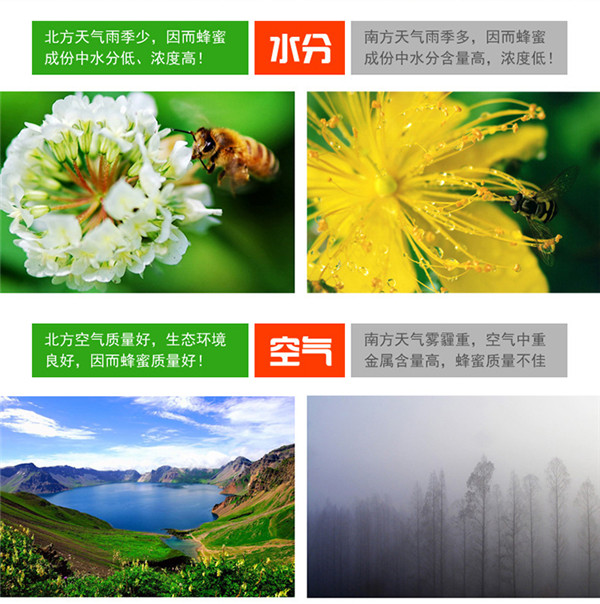 北方天气雨季少，因而蜂蜜
成份中水分低、浓度高！
水分
南方天气雨季多，因而蜂蜜
成份中水分含量高，浓度低！
北方空气质量好，生态环境
良好，因而蜂蜜质量好！
空气
南方天气雾霾重，空气中重
金属含量高，蜂蜜质量不佳